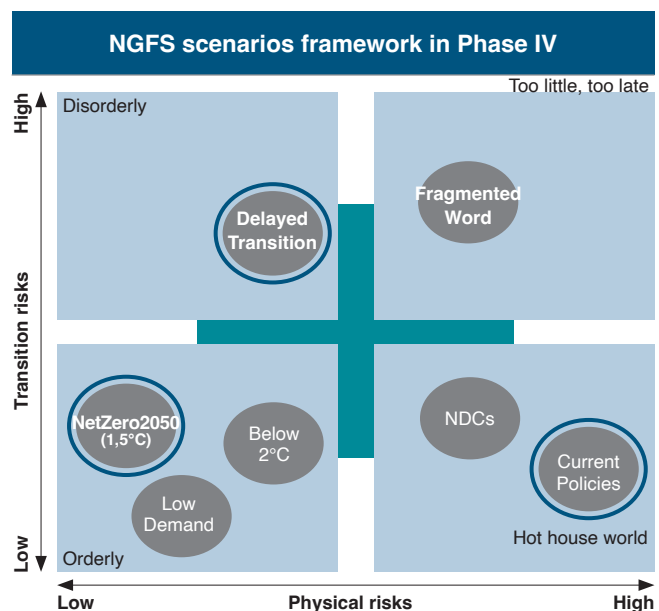 NGFS scenarios framework in Phase IV
Too little, too late
High
Disorderly
Fragmented
Word
Delayed
Transition
Transition risks
NetZero2050
(1,5°C)
Below
2°C
NDCs
Current
Policies
Low
Demand
Hot house world
Low
Orderly
Low
Physical risks
High